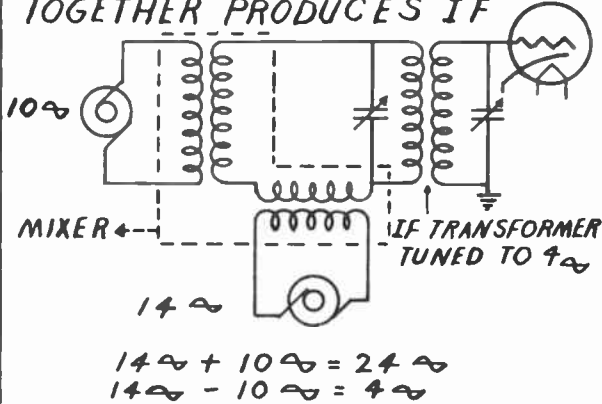 TOGETHER PRODUCES IF
10∿
MIXER
IF TRANSFORMER
TUNED TO 4∿
14∿
14∿ + 10∿ = 24∿
14∿ - 10∿ = 4∿